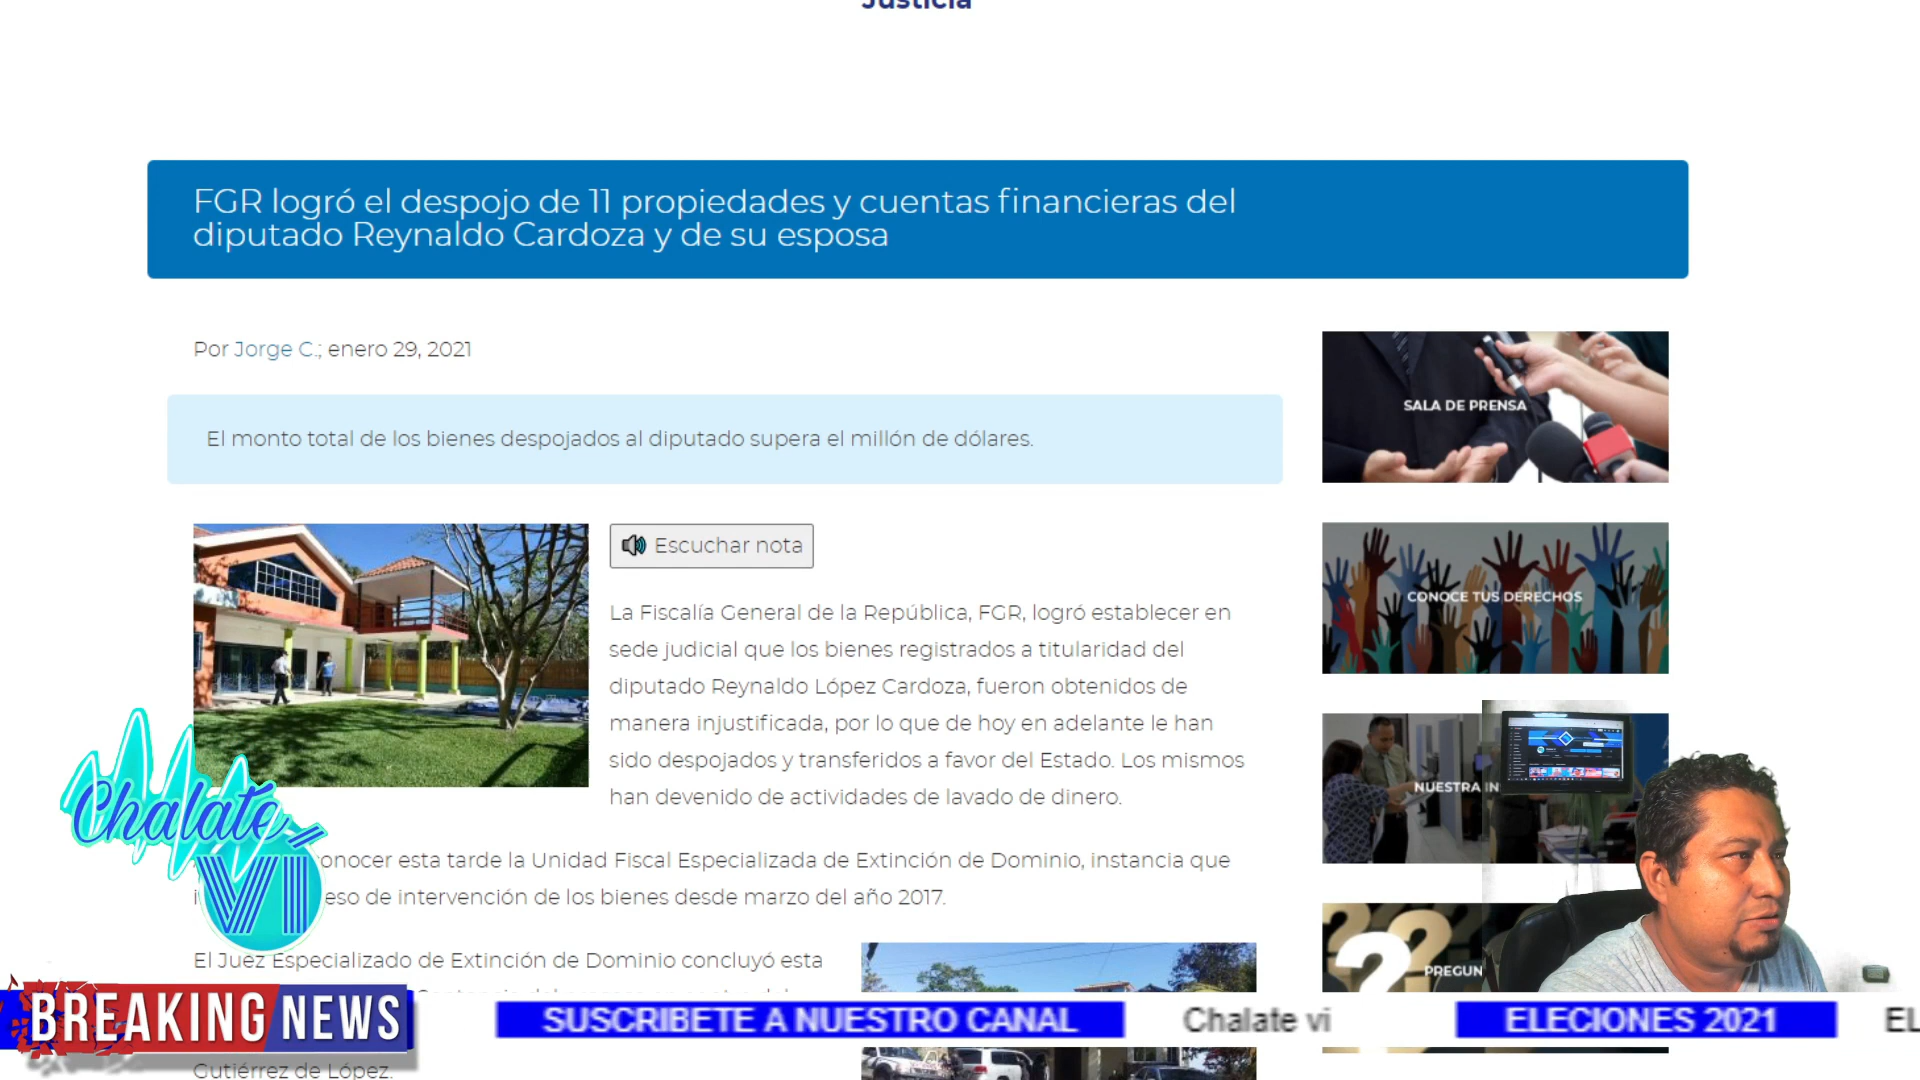 Justicia
FGR logró el despojo de 11 propiedades y cuentas financieras del
diputado Reynaldo Cardoza y de su esposa
Por Jorge C.; enero 29, 2021
El monto total de los bienes despojados al diputado supera el millón de dólares.
Escuchar nota
La Fiscalía General de la República, FGR, logró establecer en
sede judicial que los bienes registrados a titularidad del
diputado Reynaldo López Cardoza, fueron obtenidos de
manera injustificada, por lo que de hoy en adelante le han
sido despojados y transferidos a favor del Estado. Los mismos
han devenido de actividades de lavado de dinero.
onocer esta tarde la Unidad Fiscal Especializada de Extinción de Dominio, instancia que
eso de intervención de los bienes desde marzo del año 2017.
El Juez Especializado de Extinción de Dominio concluyó esta
Gutiérrez de López.
SALA DE PRENSA
CONOCE TUS DERECHOS
NUESTRA IN
PREGUN
Chalate
VI
BREAKING NEWS
SUSCRIBETE A NUESTRO CANAL
Chalate vi
ELECIONES 2021
EL